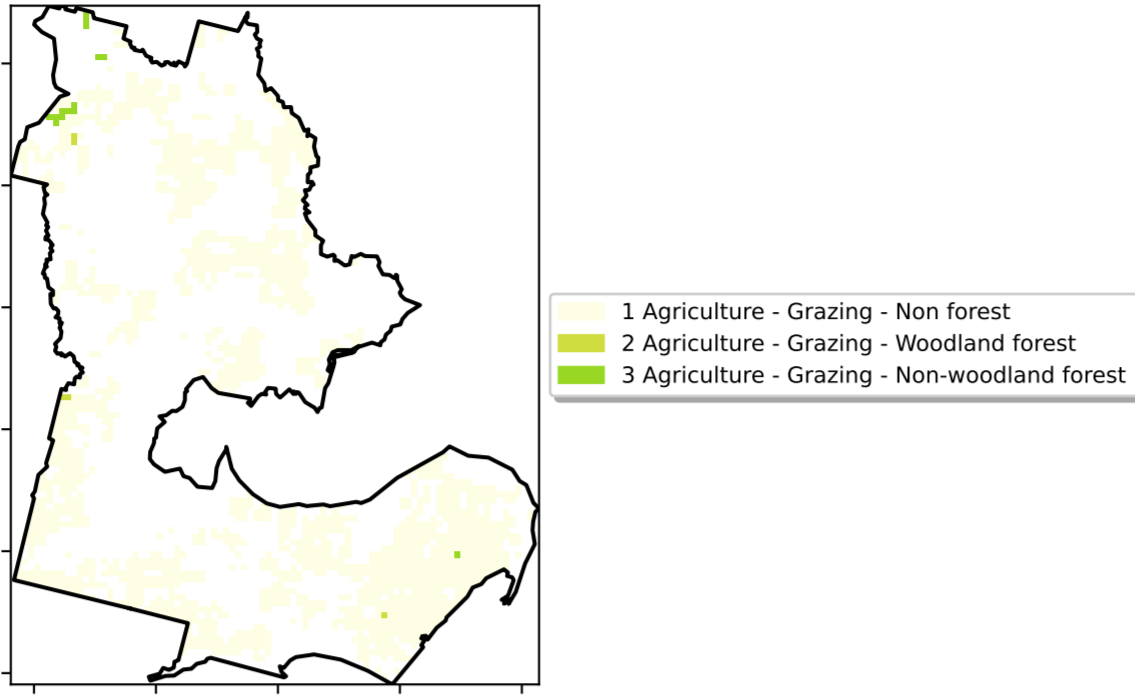 1 Agriculture - Grazing - Non forest
2 Agriculture - Grazing - Woodland forest
3 Agriculture - Grazing - Non-woodland forest